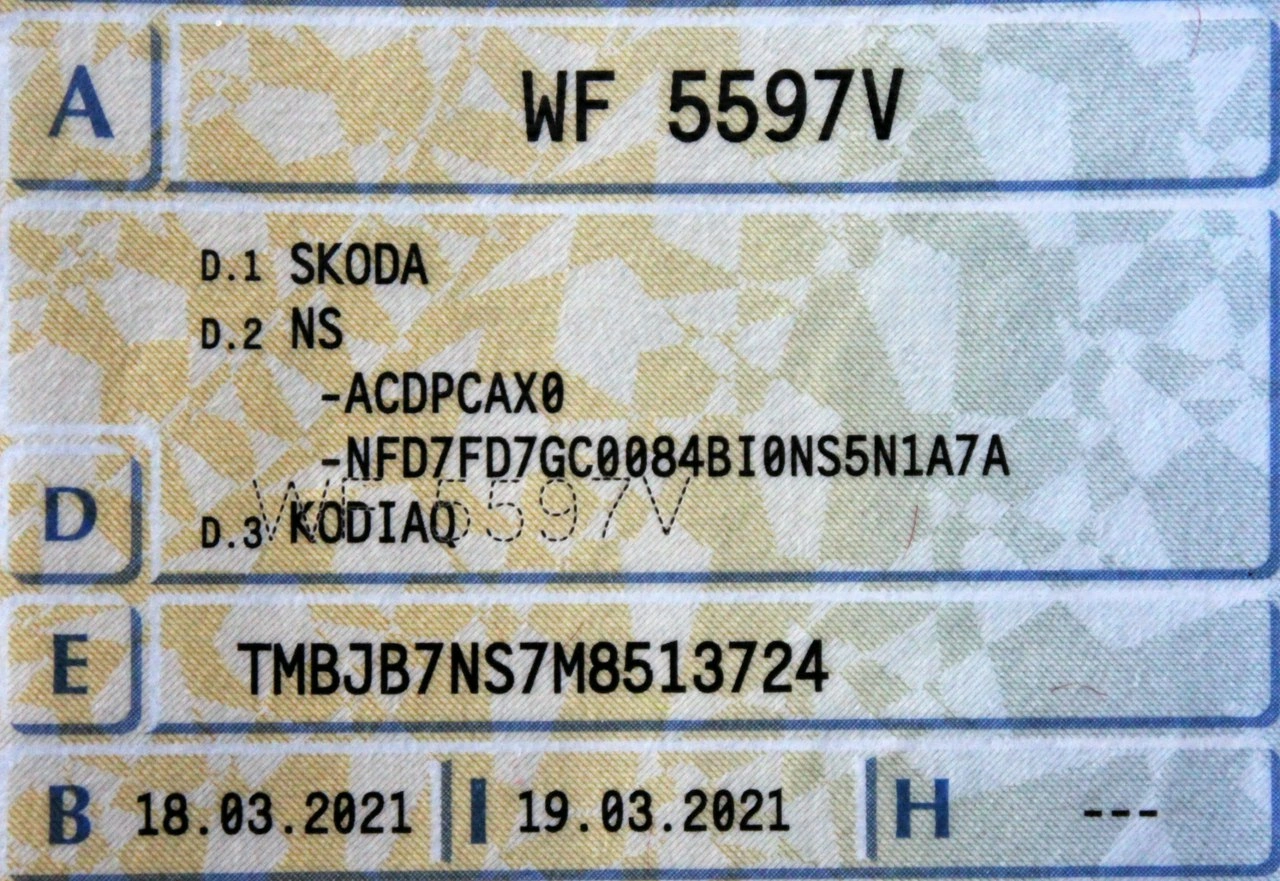 A WF 5597V
D.1 SKODA
D.2 NS
-ACDPCAX0
-NFD7FD7GC0084BI0NS5N1A7A
WF 5597V
D D.3 KODIAQ
E TMBJB7NS7M8513724
B 18.03.2021 I 19.03.2021 H ---